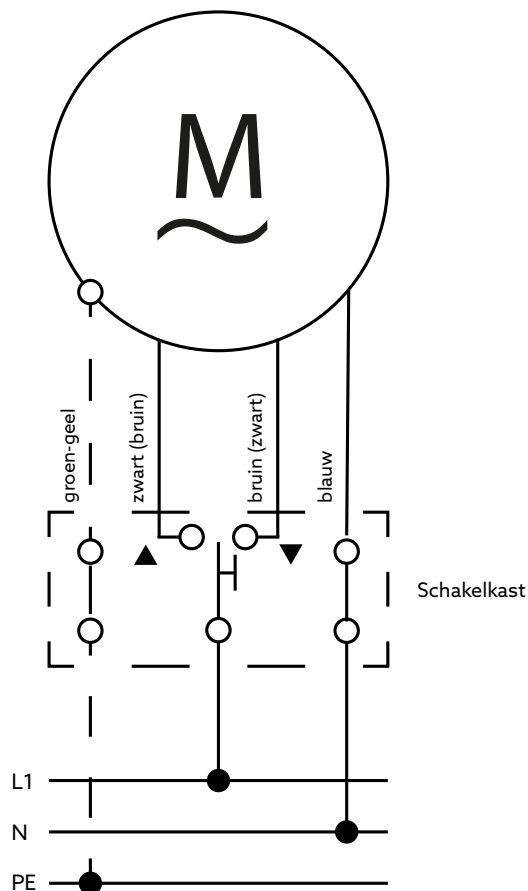 M
groen-geel
zwart (bruin)
bruin (zwart)
blauw
Schakelkast
L1
N
PE